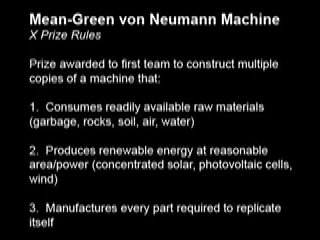 Mean-Green von Neumann Machine
X Prize Rules
Prize awarded to first team to construct multiple
copies of a machine that:
1. Consumes readily available raw materials
(garbage, rocks, soil, air, water)
2. Produces renewable energy at reasonable
area/power (concentrated solar, photovoltaic cells,
wind)
3. Manufactures every part required to replicate
itself